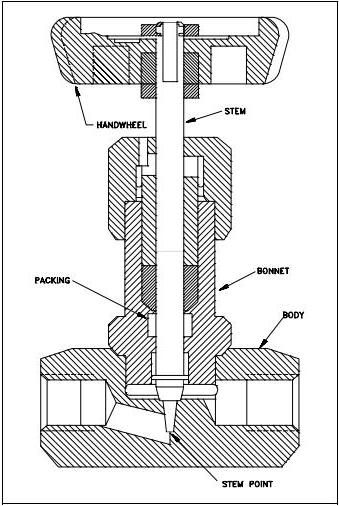 HANDWHEEL
STEM
BONNET
PACKING
BODY
STEM POINT